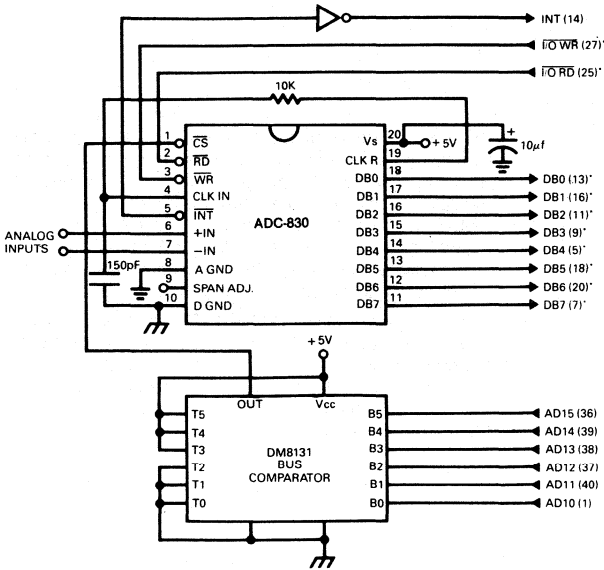 INT (14)
I/O WR (27)*
I/O RD (25)*
10K
1 CS
2 RD
3 WR
4 CLK IN
5 INT
6 +IN
7 −IN
8 A GND
9 SPAN ADJ.
10 D GND
ADC-830
Vs 20
CLK R 19
DB0 18
DB1 17
DB2 16
DB3 15
DB4 14
DB5 13
DB6 12
DB7 11
+ 5V
+
10µf
ANALOG
INPUTS
150pF
DB0 (13)*
DB1 (16)*
DB2 (11)*
DB3 (9)*
DB4 (5)*
DB5 (18)*
DB6 (20)*
DB7 (7)*
+ 5V
OUT
Vcc
T5
T4
T3
T2
T1
T0
DM8131
BUS
COMPARATOR
B5
B4
B3
B2
B1
B0
AD15 (36)
AD14 (39)
AD13 (38)
AD12 (37)
AD11 (40)
AD10 (1)